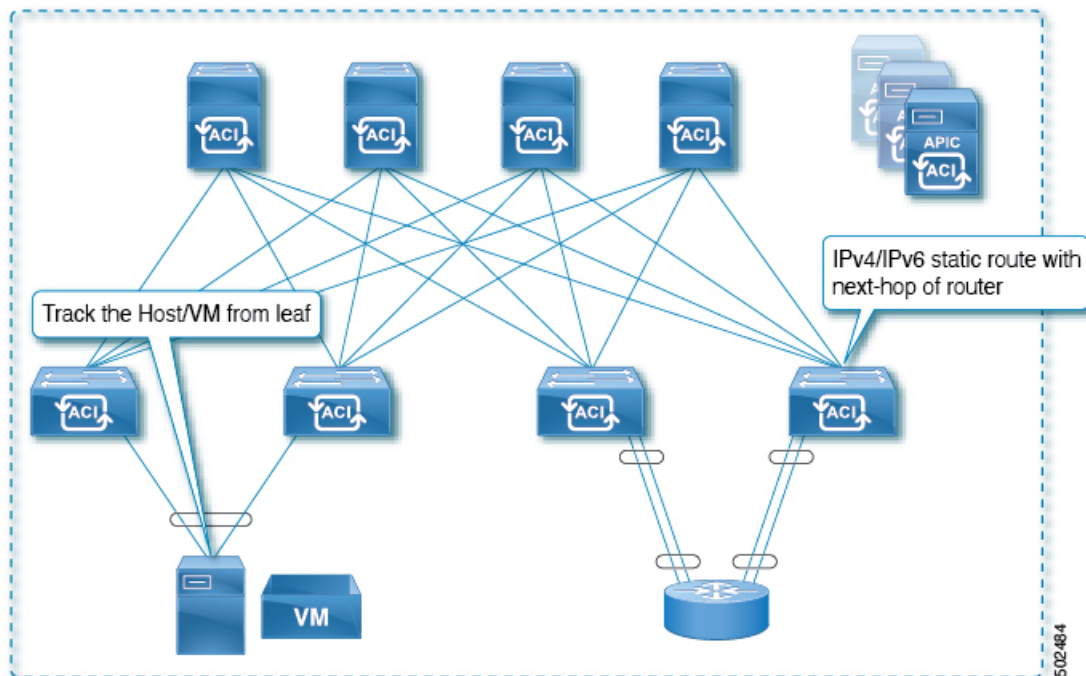 ACI
ACI
ACI
ACI
APIC
ACI
IPv4/IPv6 static route with
next-hop of router
Track the Host/VM from leaf
ACI
ACI
ACI
ACI
VM
502484